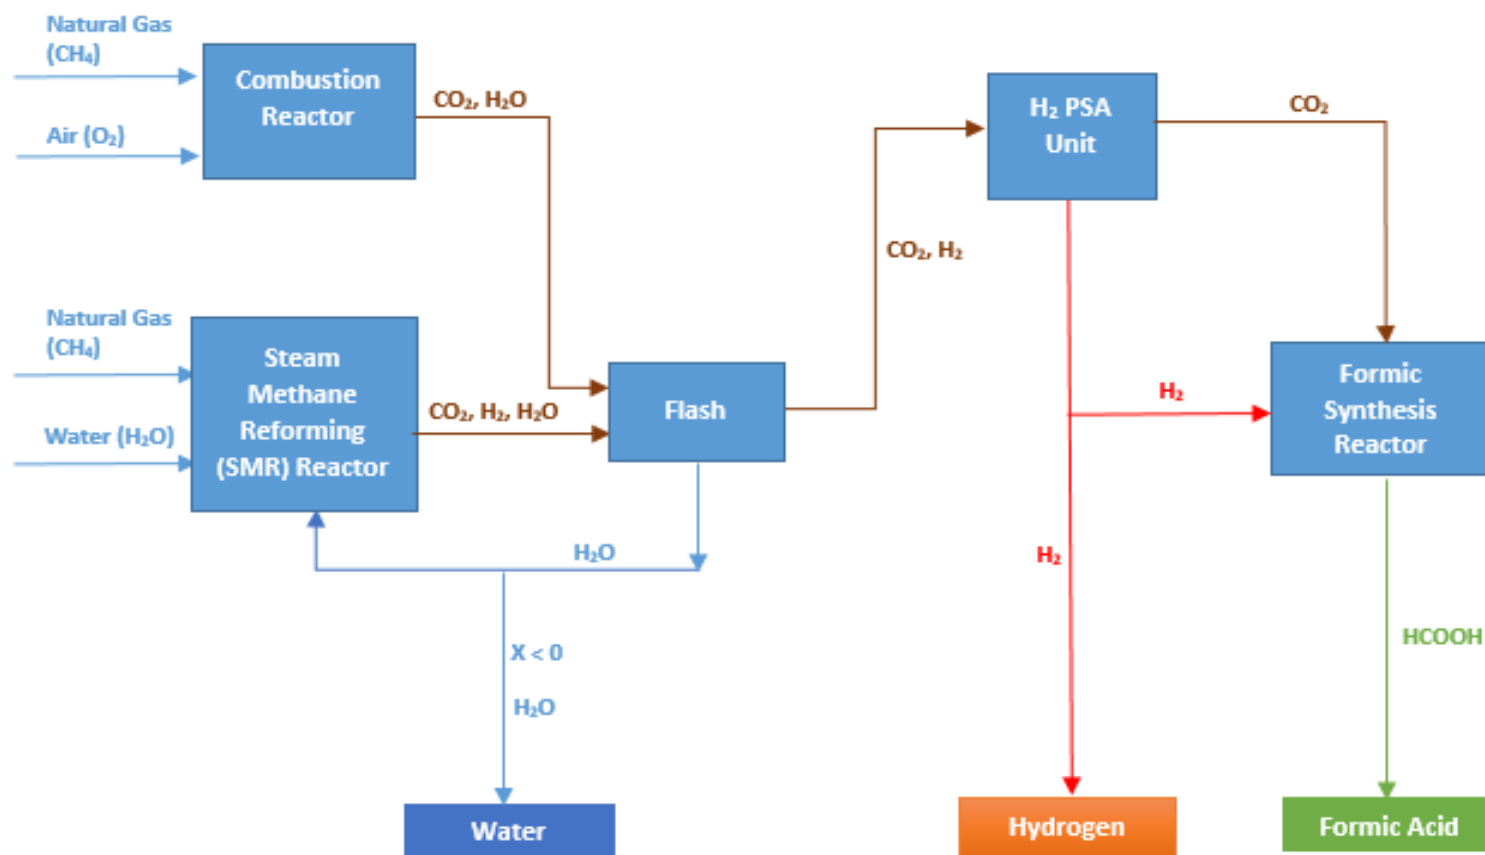 Natural Gas
(CH₄)
Air (O₂)
Combustion
Reactor
CO₂, H₂O
H₂ PSA
Unit
CO₂
CO₂, H₂
Natural Gas
(CH₄)
Water (H₂O)
Steam
Methane
Reforming
(SMR) Reactor
CO₂, H₂, H₂O
Flash
H₂
Formic
Synthesis
Reactor
H₂O
H₂
X < 0
H₂O
HCOOH
Water
Hydrogen
Formic Acid